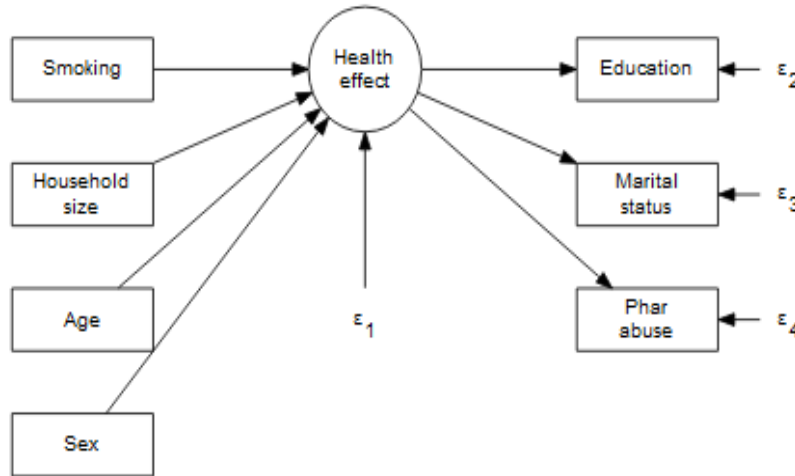 Smoking
Health
effect
Education
ε2
Household
size
Marital
status
ε3
Age
ε1
Phar
abuse
ε4
Sex